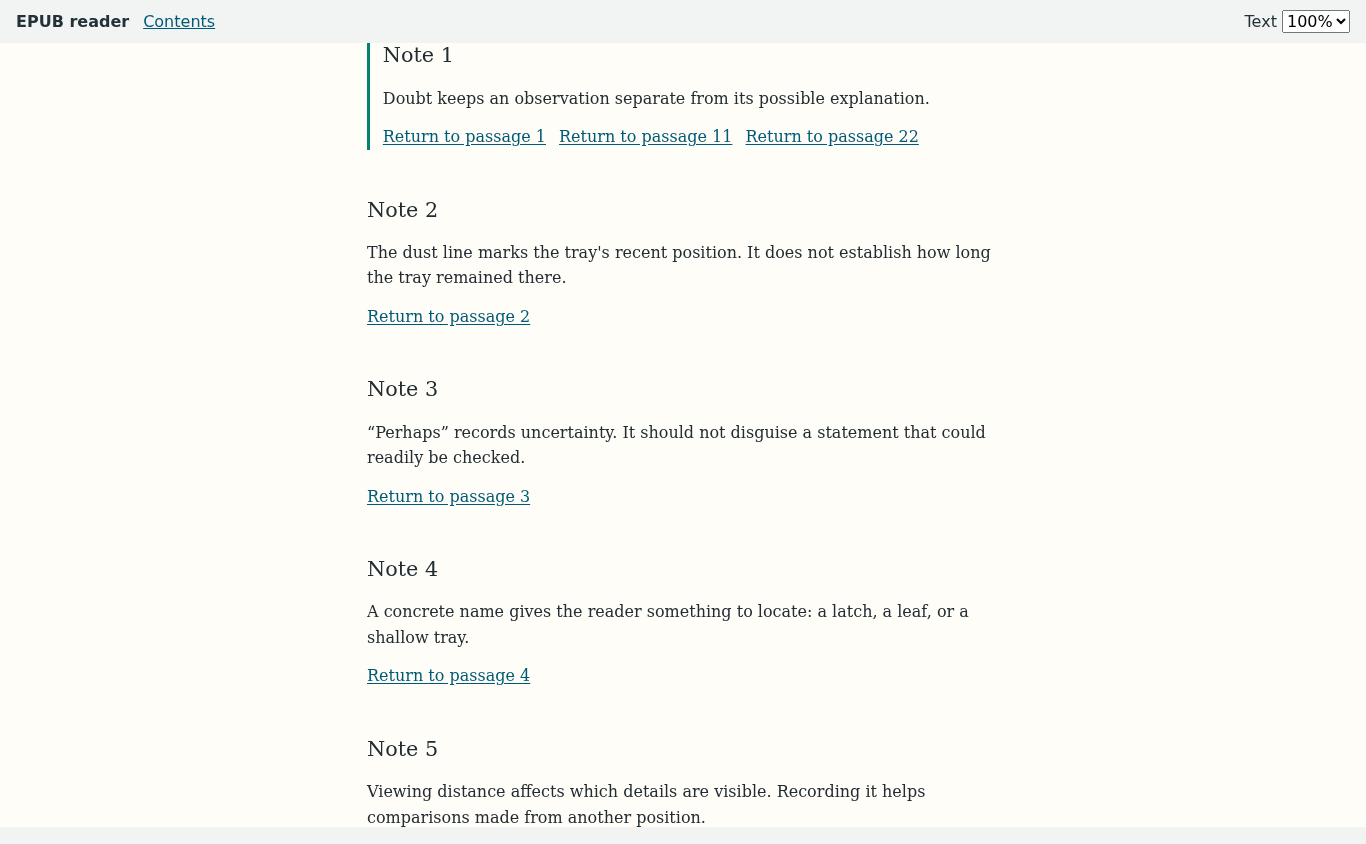 EPUB reader Contents Text 100%
Note 1
Doubt keeps an observation separate from its possible explanation.
Return to passage 1 Return to passage 11 Return to passage 22
Note 2
The dust line marks the tray's recent position. It does not establish how long
the tray remained there.
Return to passage 2
Note 3
“Perhaps” records uncertainty. It should not disguise a statement that could
readily be checked.
Return to passage 3
Note 4
A concrete name gives the reader something to locate: a latch, a leaf, or a
shallow tray.
Return to passage 4
Note 5
Viewing distance affects which details are visible. Recording it helps
comparisons made from another position.